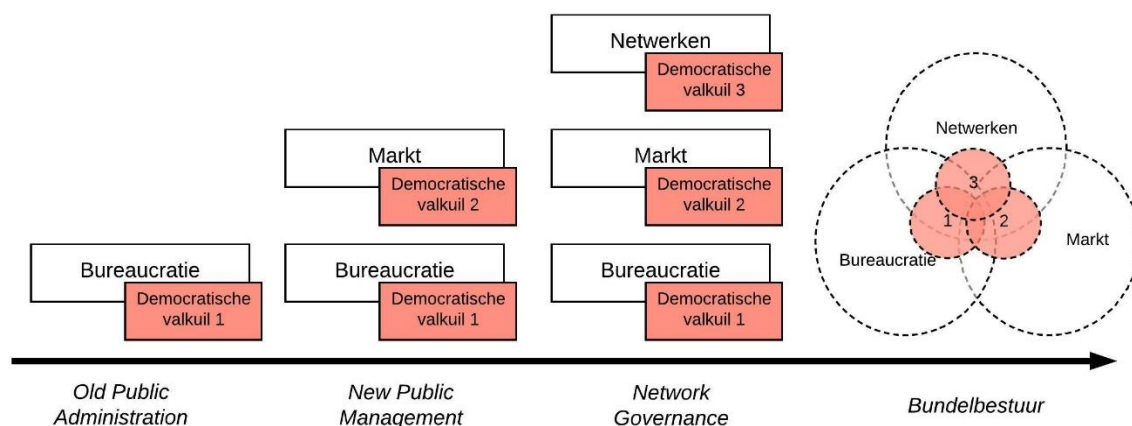 Netwerken
Democratische
valkuil 3
Markt
Democratische
valkuil 2
Markt
Democratische
valkuil 2
Bureaucratie
Democratische
valkuil 1
Bureaucratie
Democratische
valkuil 1
Bureaucratie
Democratische
valkuil 1
Netwerken
3
1
2
Markt
Bureaucratie
Old Public
Administration
New Public
Management
Network
Governance
Bundelbestuur